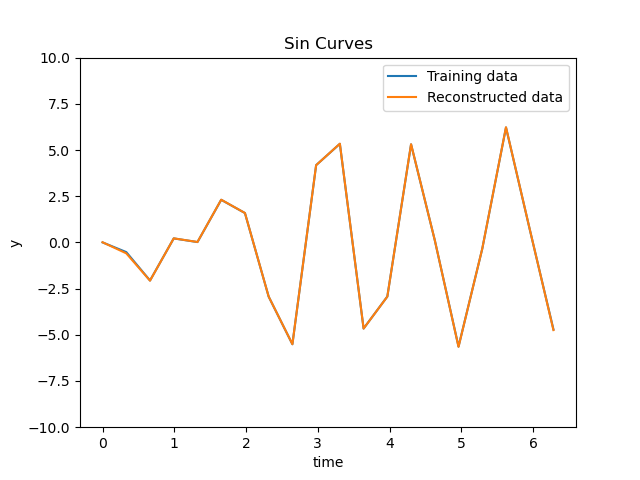 Sin Curves
10.0
7.5
5.0
2.5
0.0
−2.5
−5.0
−7.5
−10.0
y
Training data
Reconstructed data
0 1 2 3 4 5 6
time